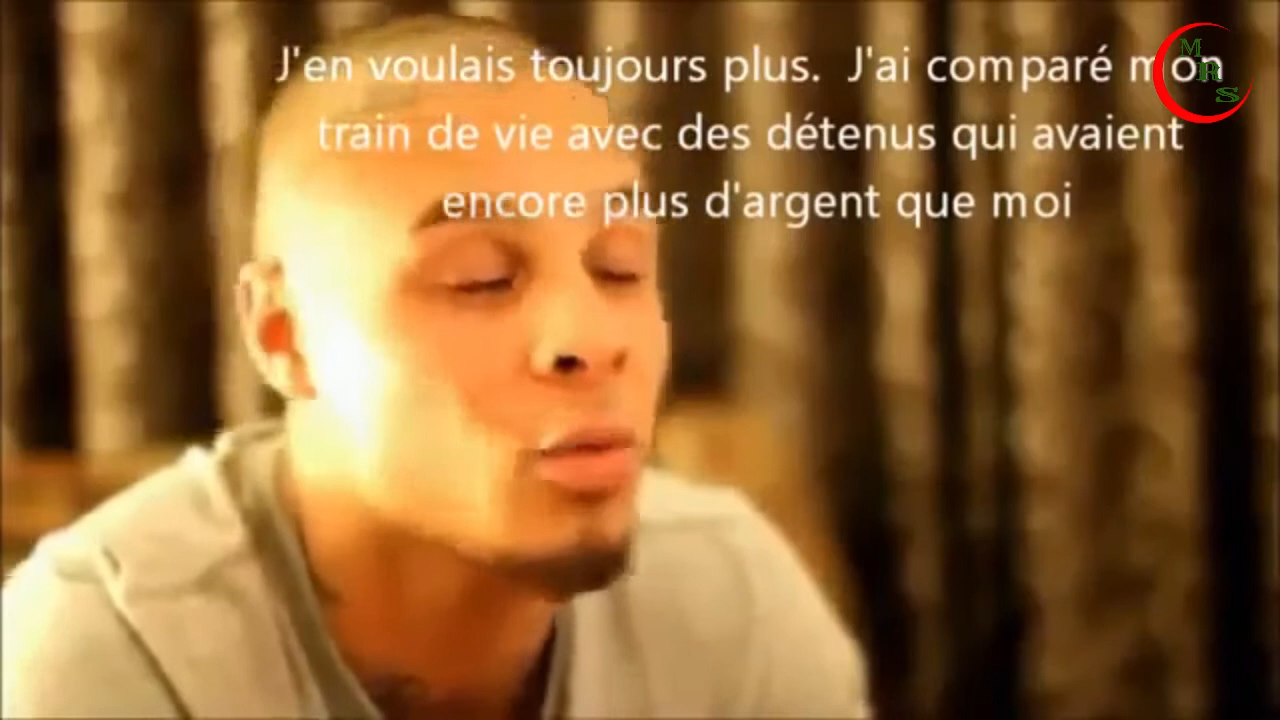 J'en voulais toujours plus.  J'ai comparé mon
train de vie avec des détenus qui avaient
encore plus d'argent que moi
M
R
S